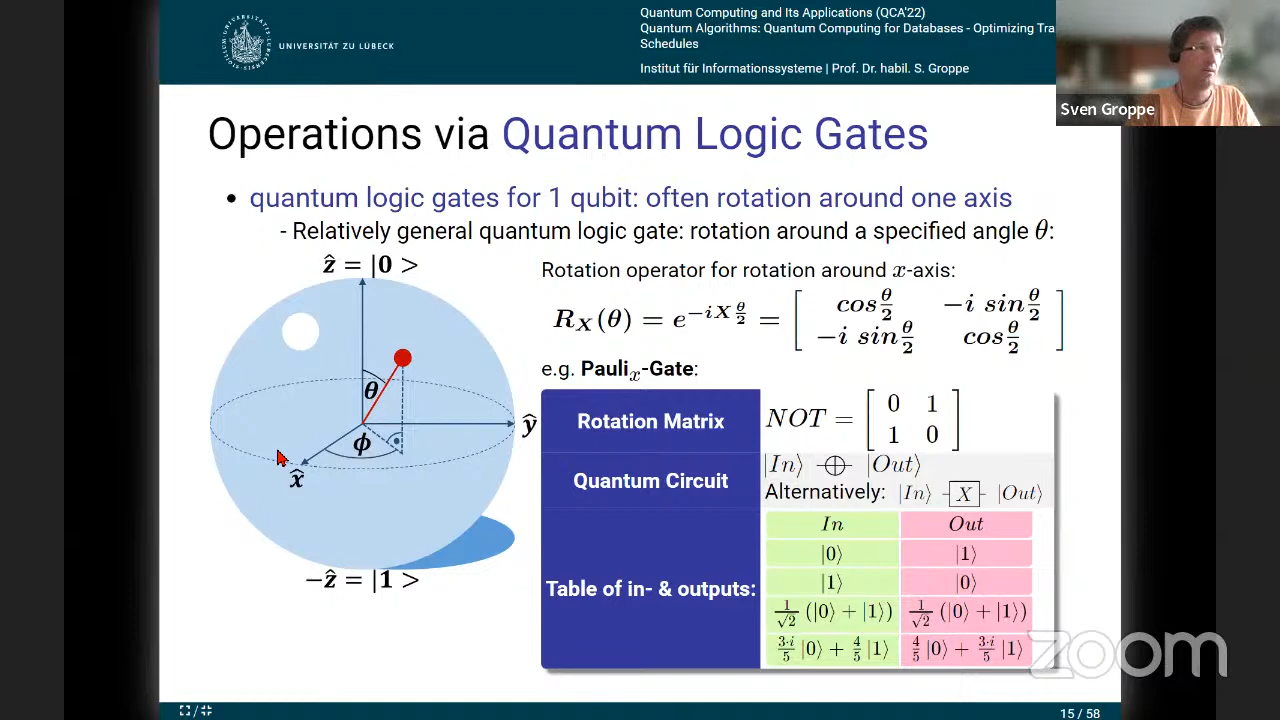 UNIVERSITÄT ZU LÜBECK
Quantum Computing and Its Applications (QCA'22)
Quantum Algorithms: Quantum Computing for Databases - Optimizing Tra
Schedules
Institut für Informationssysteme | Prof. Dr. habil. S. Groppe
Sven Groppe
Operations via Quantum Logic Gates
• quantum logic gates for 1 qubit: often rotation around one axis
- Relatively general quantum logic gate: rotation around a specified angle θ:
ẑ = |0 >
θ
ŷ
ϕ
x̂
−ẑ = |1 >
Rotation operator for rotation around x-axis:
R_X(θ) = e^{−iX θ/2} = [ cos θ/2 −i sin θ/2
−i sin θ/2 cos θ/2 ]
e.g. Pauli_x-Gate:
Rotation Matrix NOT = [ 0 1
1 0 ]
Quantum Circuit |In⟩ ⊕ |Out⟩
Alternatively: |In⟩ X |Out⟩
Table of in- & outputs:
In Out
|0⟩ |1⟩
|1⟩ |0⟩
1/√2 (|0⟩ + |1⟩) 1/√2 (|0⟩ + |1⟩)
3·i/5 |0⟩ + 4/5 |1⟩ 4/5 |0⟩ + 3·i/5 |1⟩
zoom
15 / 58